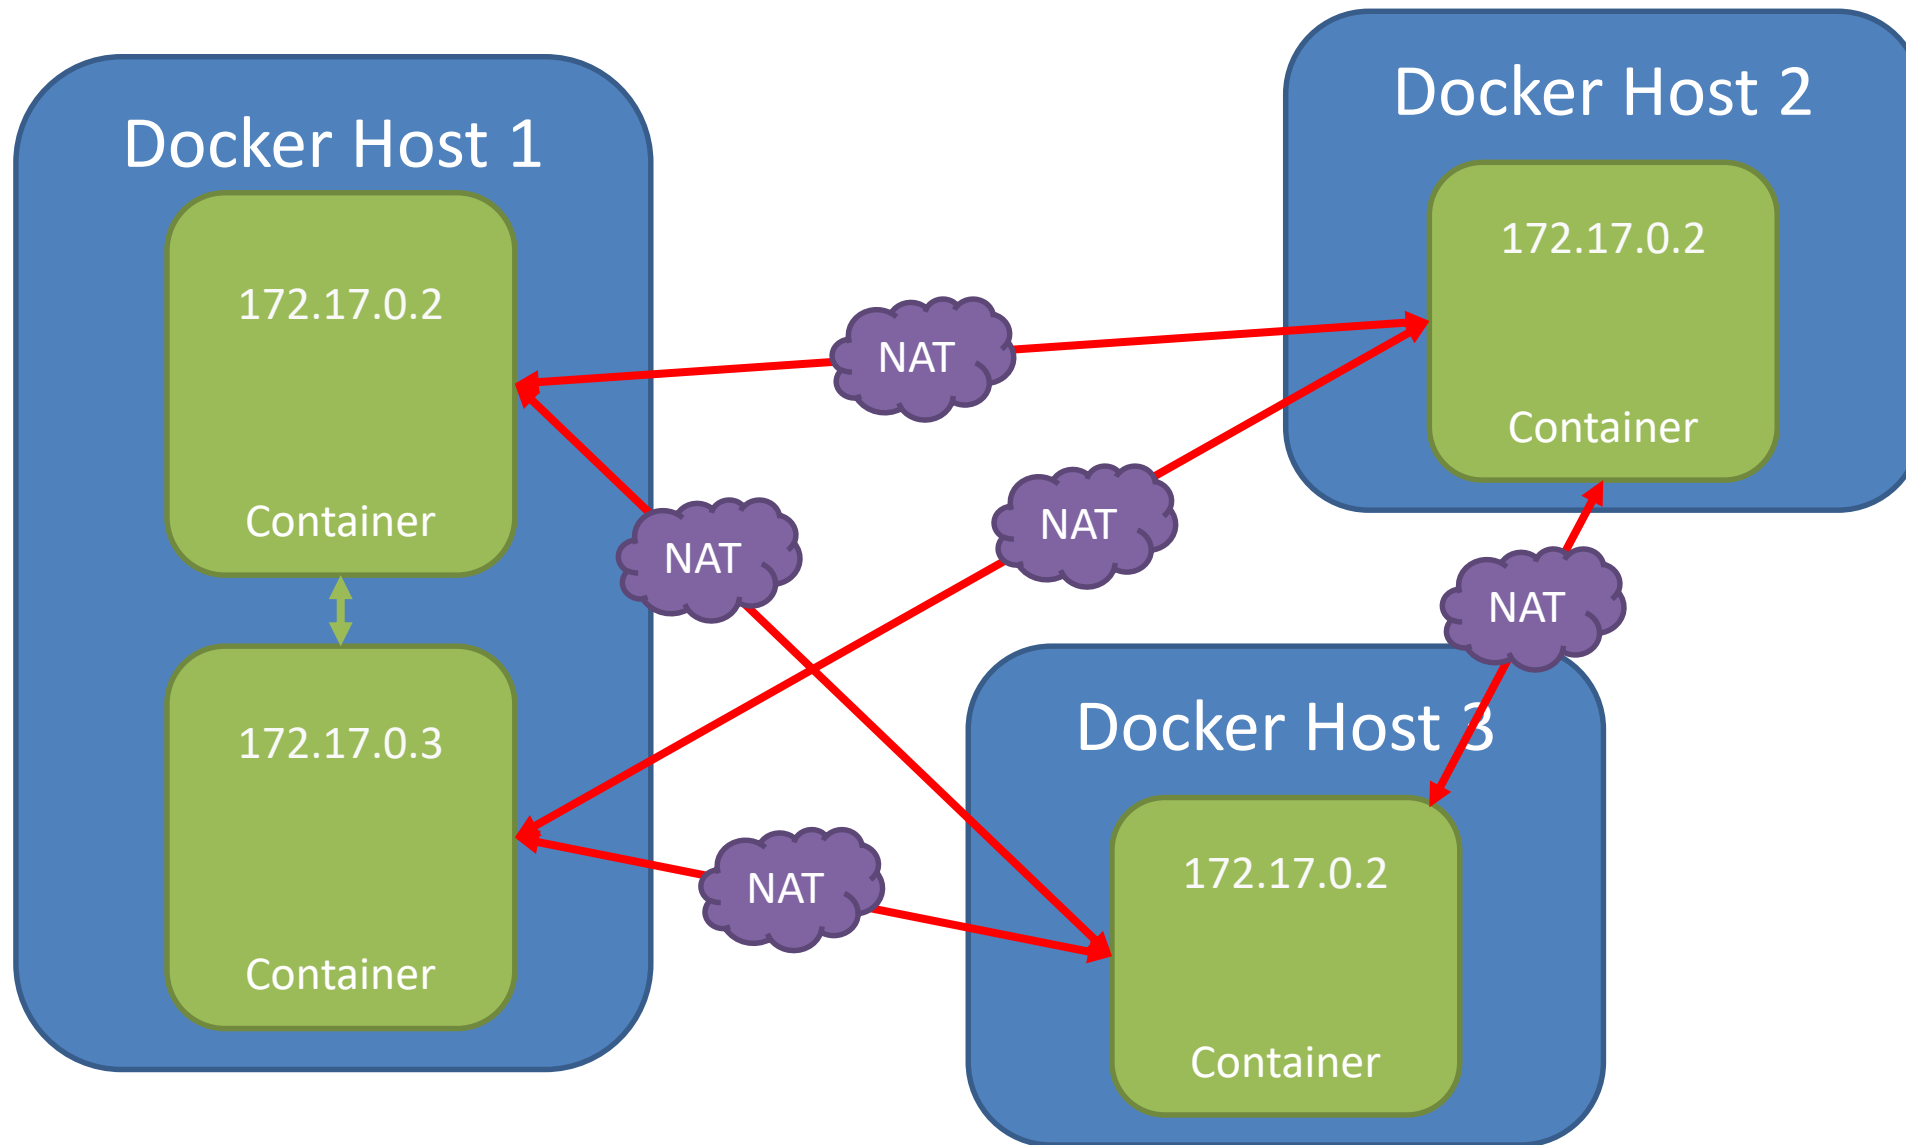 Docker Host 1
172.17.0.2
Container
172.17.0.3
Container
NAT
NAT
NAT
NAT
NAT
Docker Host 2
172.17.0.2
Container
Docker Host 3
172.17.0.2
Container